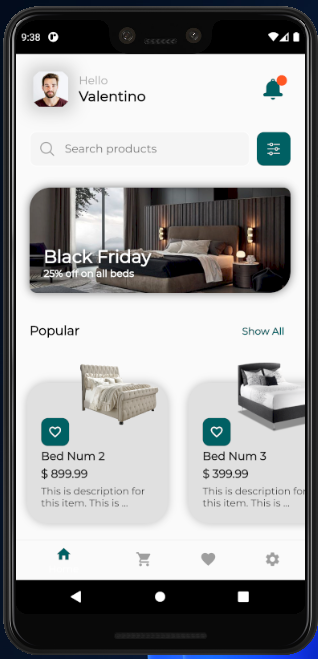 9:38
Hello
Valentino
Search products
Black Friday
25% off on all beds
Popular
Show All
Bed Num 2
$ 899.99
This is description for
this item. This is ...
Bed Num 3
$ 399.99
This is description for
this item. This is ...